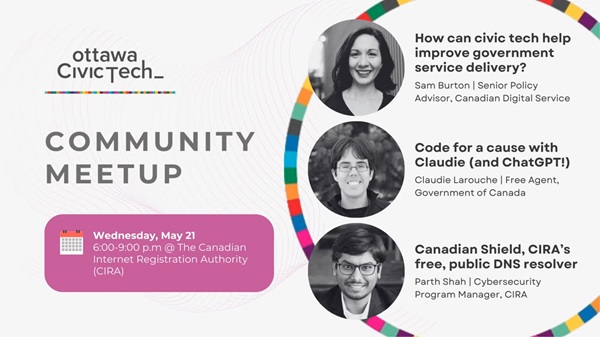 ottawa
CivicTech_
COMMUNITY
MEETUP
Wednesday, May 21
6:00-9:00 p.m @ The Canadian
Internet Registration Authority
(CIRA)
How can civic tech help
improve government
service delivery?
Sam Burton | Senior Policy
Advisor, Canadian Digital Service
Code for a cause with
Claudie (and ChatGPT!)
Claudie Larouche | Free Agent,
Government of Canada
Canadian Shield, CIRA's
free, public DNS resolver
Parth Shah | Cybersecurity
Program Manager, CIRA